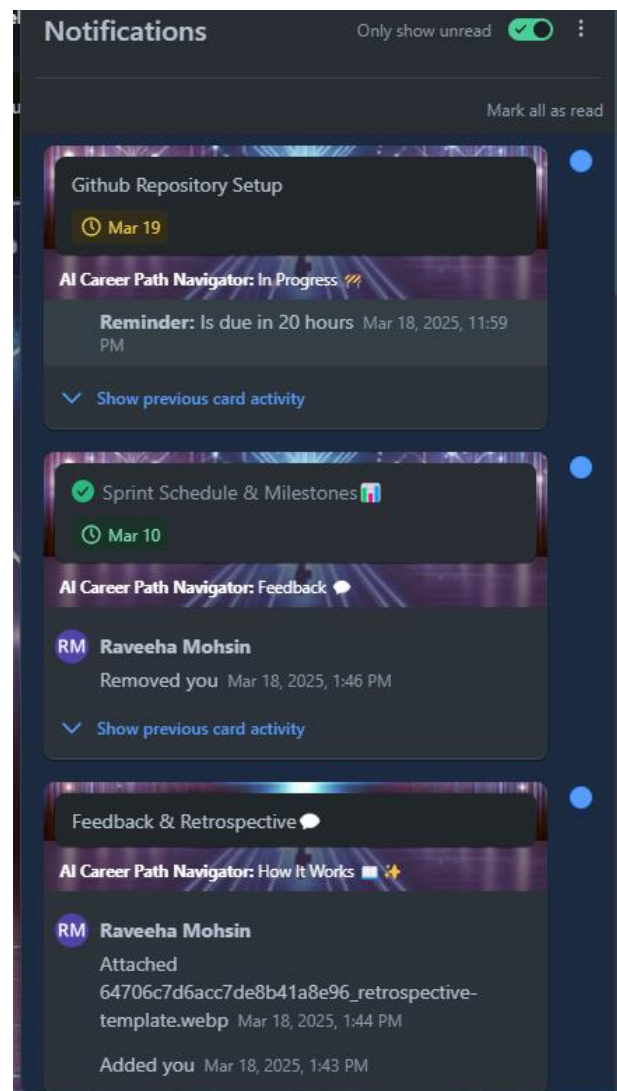 Notifications
Only show unread
Mark all as read
Github Repository Setup
Mar 19
AI Career Path Navigator: In Progress 🚧
Reminder: Is due in 20 hours Mar 18, 2025, 11:59
PM
Show previous card activity
Sprint Schedule & Milestones📊
Mar 10
AI Career Path Navigator: Feedback 💬
RM Raveeha Mohsin
Removed you Mar 18, 2025, 1:46 PM
Show previous card activity
Feedback & Retrospective💬
AI Career Path Navigator: How It Works 📖✨
RM Raveeha Mohsin
Attached
64706c7d6acc7de8b41a8e96_retrospective-
template.webp Mar 18, 2025, 1:44 PM
Added you Mar 18, 2025, 1:43 PM